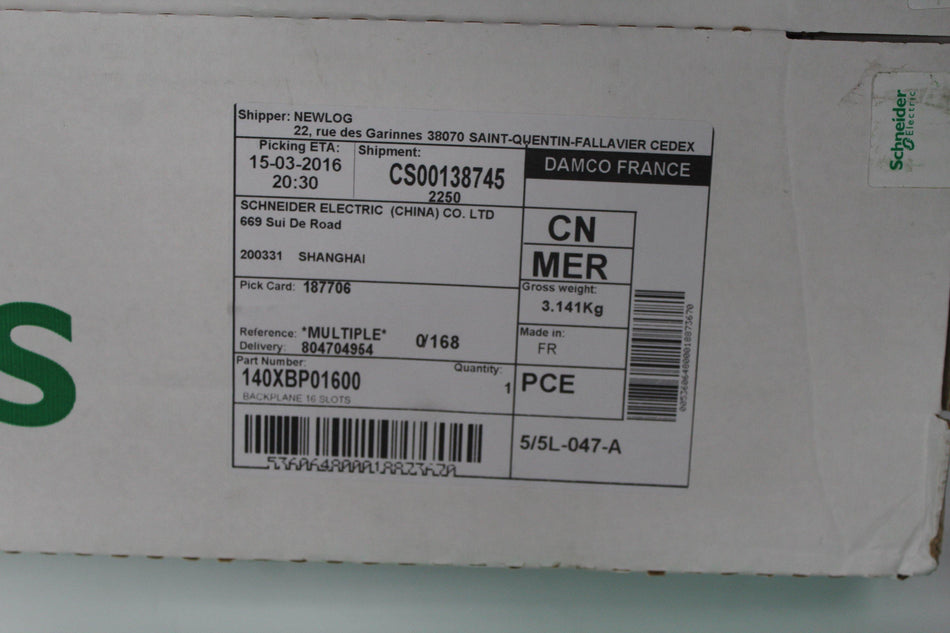 Shipper: NEWLOG
22, rue des Garinnes 38070 SAINT-QUENTIN-FALLAVIER CEDEX
Picking ETA:
15-03-2016
20:30
Shipment:
CS00138745
2250
DAMCO FRANCE
SCHNEIDER ELECTRIC (CHINA) CO. LTD
669 Sui De Road
200331 SHANGHAI
CN
MER
Pick Card: 187706
Gross weight:
3.141Kg
Reference: *MULTIPLE*
Delivery: 804704954
0/168
Made in:
FR
Part Number:
140XBP01600
BACKPLANE 16 SLOTS
Quantity:
1
PCE
536064800018873670
5/5L-047-A
00536064800018873670
Schneider
Electric
S